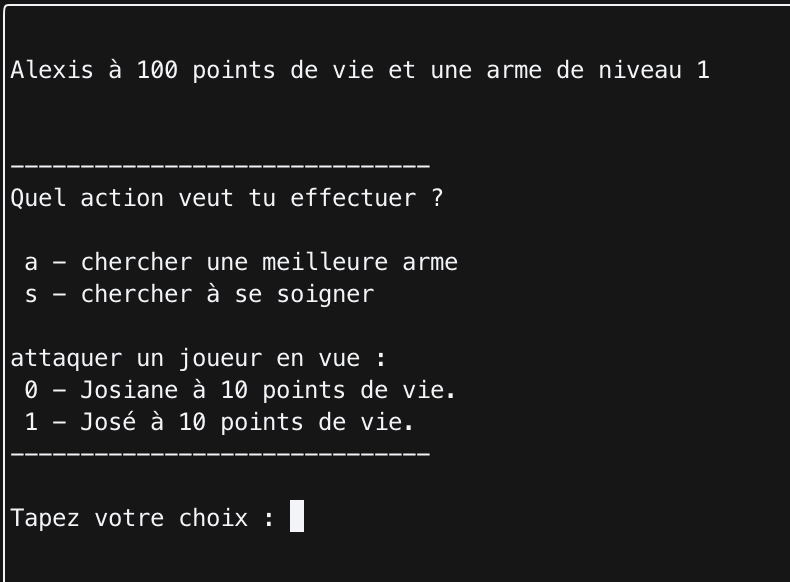 Alexis à 100 points de vie et une arme de niveau 1
------------------------------
Quel action veut tu effectuer ?
a - chercher une meilleure arme
s - chercher à se soigner
attaquer un joueur en vue :
0 - Josiane à 10 points de vie.
1 - José à 10 points de vie.
------------------------------
Tapez votre choix :